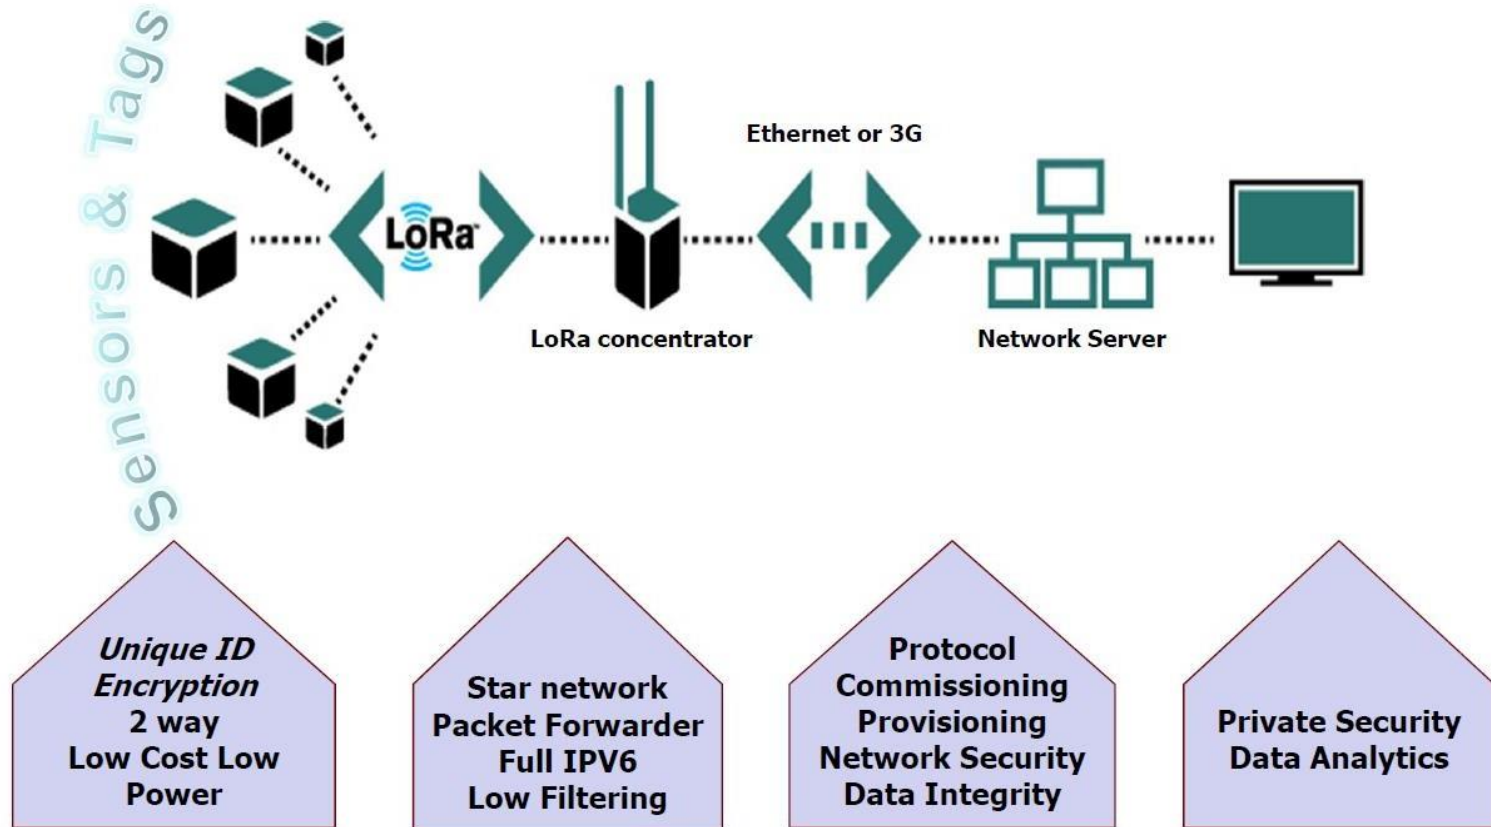 Sensors & Tags
LoRa™
Ethernet or 3G
LoRa concentrator
Network Server
Unique ID
Encryption
2 way
Low Cost Low
Power
Star network
Packet Forwarder
Full IPV6
Low Filtering
Protocol
Commissioning
Provisioning
Network Security
Data Integrity
Private Security
Data Analytics